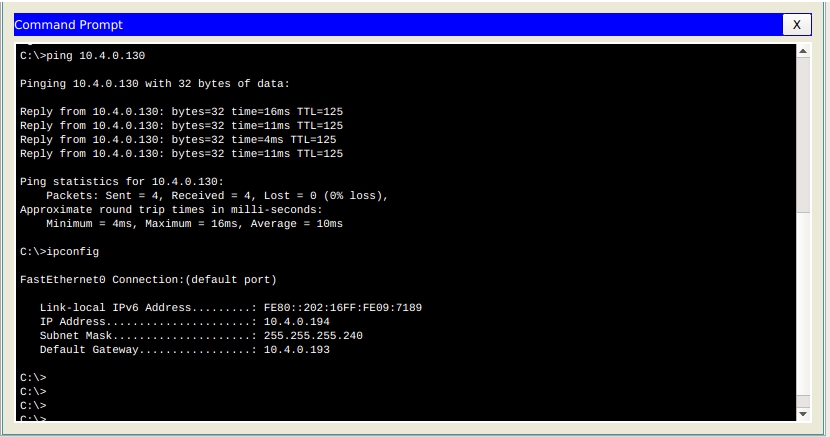 Command Prompt
X
C:\>ping 10.4.0.130
Pinging 10.4.0.130 with 32 bytes of data:
Reply from 10.4.0.130: bytes=32 time=16ms TTL=125
Reply from 10.4.0.130: bytes=32 time=11ms TTL=125
Reply from 10.4.0.130: bytes=32 time=4ms TTL=125
Reply from 10.4.0.130: bytes=32 time=11ms TTL=125
Ping statistics for 10.4.0.130:
    Packets: Sent = 4, Received = 4, Lost = 0 (0% loss),
Approximate round trip times in milli-seconds:
    Minimum = 4ms, Maximum = 16ms, Average = 10ms
C:\>ipconfig
FastEthernet0 Connection:(default port)
   Link-local IPv6 Address.........: FE80::202:16FF:FE09:7189
   IP Address......................: 10.4.0.194
   Subnet Mask.....................: 255.255.255.240
   Default Gateway.................: 10.4.0.193
C:\>
C:\>
C:\>
C:\>